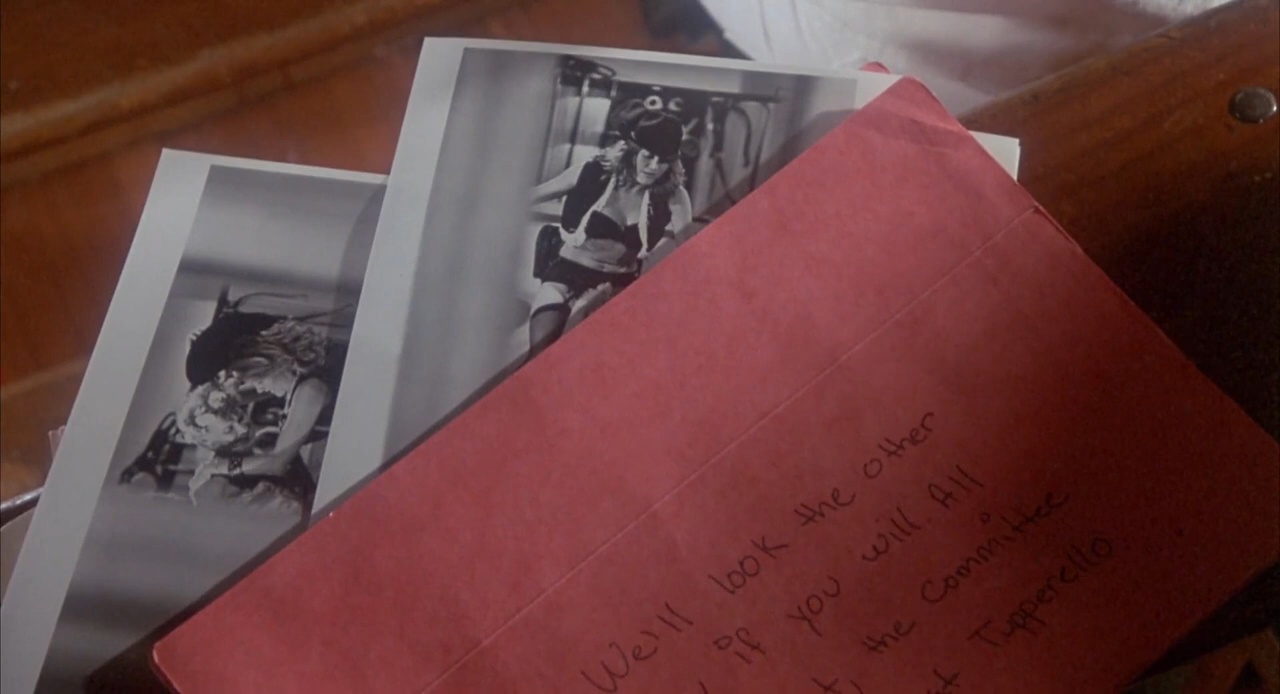 We'll look the other
if you will. All
the Committee
Tupperello